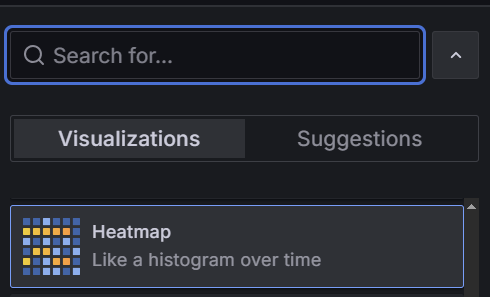 Search for...
Visualizations
Suggestions
Heatmap
Like a histogram over time